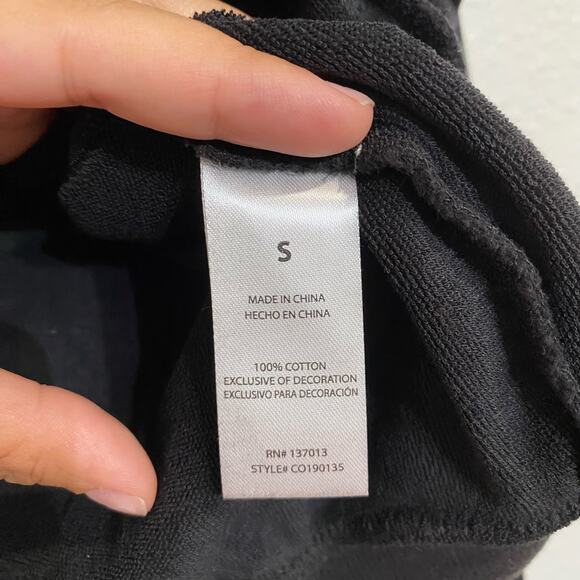 S
MADE IN CHINA
HECHO EN CHINA
100% COTTON
EXCLUSIVE OF DECORATION
EXCLUSIVO PARA DECORACIÓN
RN# 137013
STYLE# CO190135